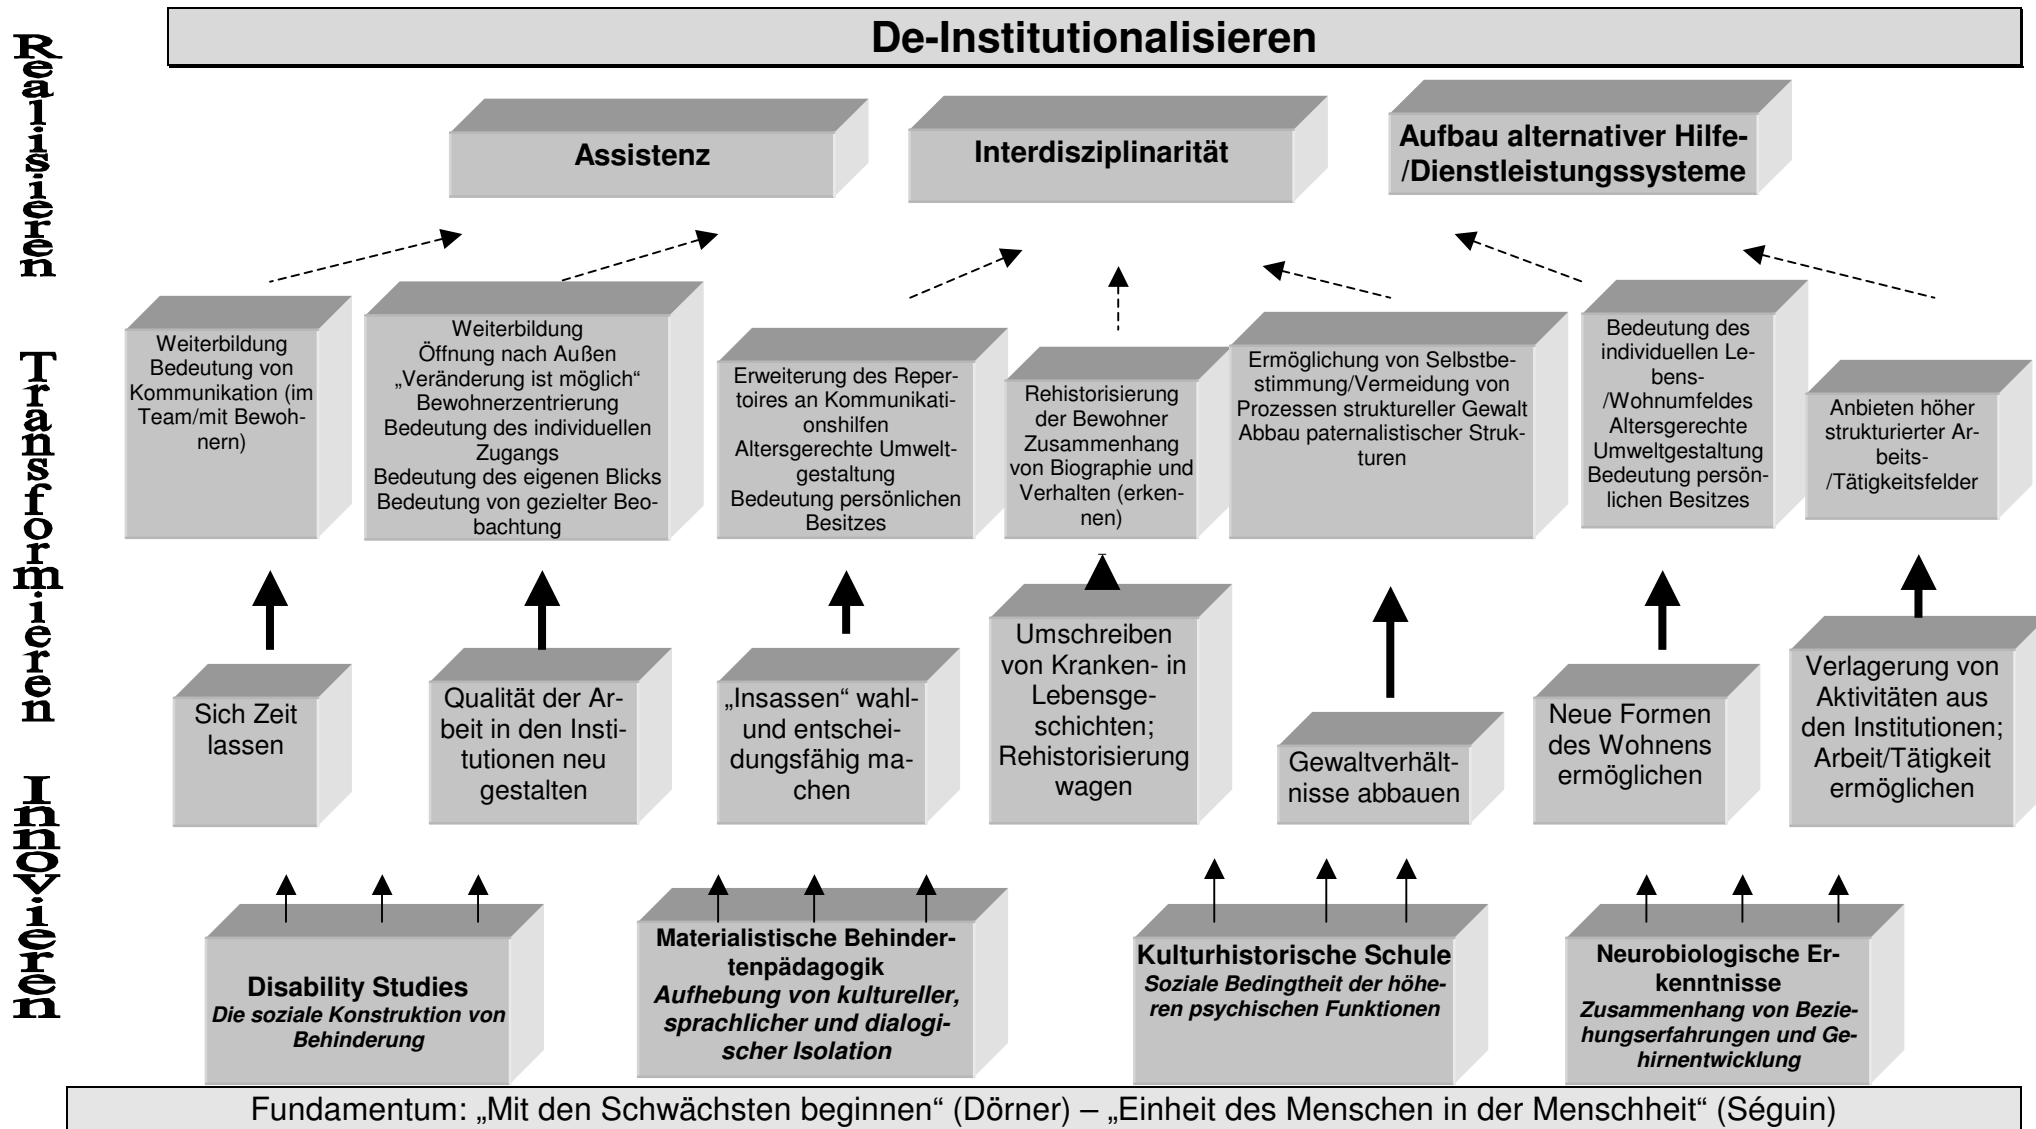 De-Institutionalisieren
Realisieren
Assistenz
Interdisziplinarität
Aufbau alternativer Hilfe-
/Dienstleistungssysteme
Transformieren
Weiterbildung
Bedeutung von
Kommunikation (im
Team/mit Bewoh-
nern)
Weiterbildung
Öffnung nach Außen
„Veränderung ist möglich“
Bewohnerzentrierung
Bedeutung des individuellen
Zugangs
Bedeutung des eigenen Blicks
Bedeutung von gezielter Beo-
bachtung
Erweiterung des Reper-
toires an Kommunikati-
onshilfen
Altersgerechte Umwelt-
gestaltung
Bedeutung persönlichen
Besitzes
Rehistorisierung
der Bewohner
Zusammenhang
von Biographie und
Verhalten (erken-
nen)
Ermöglichung von Selbstbe-
stimmung/Vermeidung von
Prozessen struktureller Gewalt
Abbau paternalistischer Struk-
turen
Bedeutung des
individuellen Le-
bens-
/Wohnumfeldes
Altersgerechte
Umweltgestaltung
Bedeutung persön-
lichen Besitzes
Anbieten höher
strukturierter Ar-
beits-
/Tätigkeitsfelder
Sich Zeit
lassen
Qualität der Ar-
beit in den Insti-
tutionen neu
gestalten
„Insassen“ wahl-
und entschei-
dungsfähig ma-
chen
Umschreiben
von Kranken- in
Lebensge-
schichten;
Rehistorisierung
wagen
Gewaltverhält-
nisse abbauen
Neue Formen
des Wohnens
ermöglichen
Verlagerung von
Aktivitäten aus
den Institutionen;
Arbeit/Tätigkeit
ermöglichen
Innovieren
Disability Studies
Die soziale Konstruktion von
Behinderung
Materialistische Behinder-
tenpädagogik
Aufhebung von kultureller,
sprachlicher und dialogi-
scher Isolation
Kulturhistorische Schule
Soziale Bedingtheit der höhe-
ren psychischen Funktionen
Neurobiologische Er-
kenntnisse
Zusammenhang von Bezie-
hungserfahrungen und Ge-
hirnentwicklung
Fundamentum: „Mit den Schwächsten beginnen“ (Dörner) – „Einheit des Menschen in der Menschheit“ (Séguin)